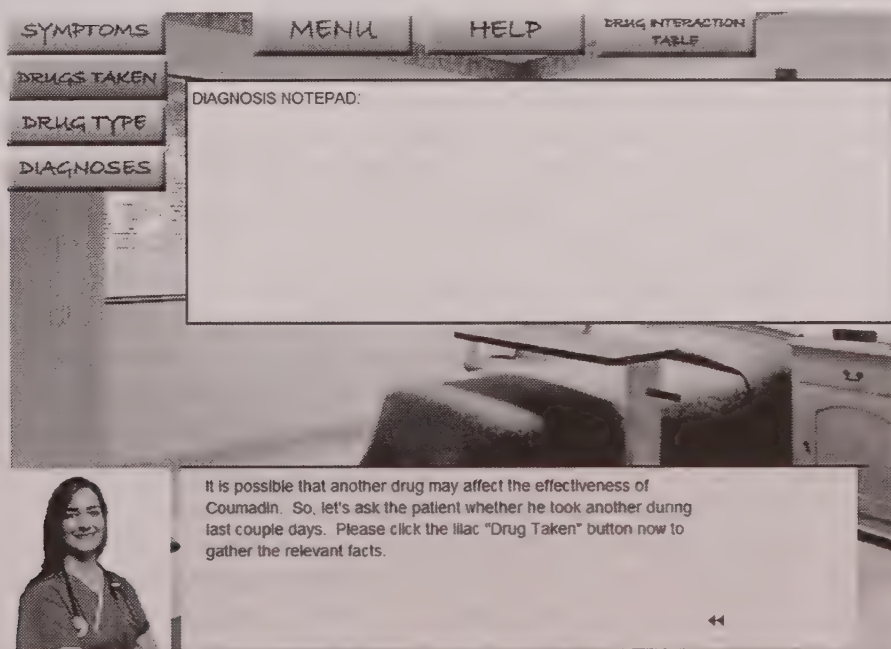 SYMPTOMS
MENU
HELP
DRUG INTERACTION
TABLE
DRUGS TAKEN
DRUG TYPE
DIAGNOSES
DIAGNOSIS NOTEPAD:
It is possible that another drug may affect the effectiveness of
Coumadin. So, let's ask the patient whether he took another during
last couple days. Please click the lilac "Drug Taken" button now to
gather the relevant facts.